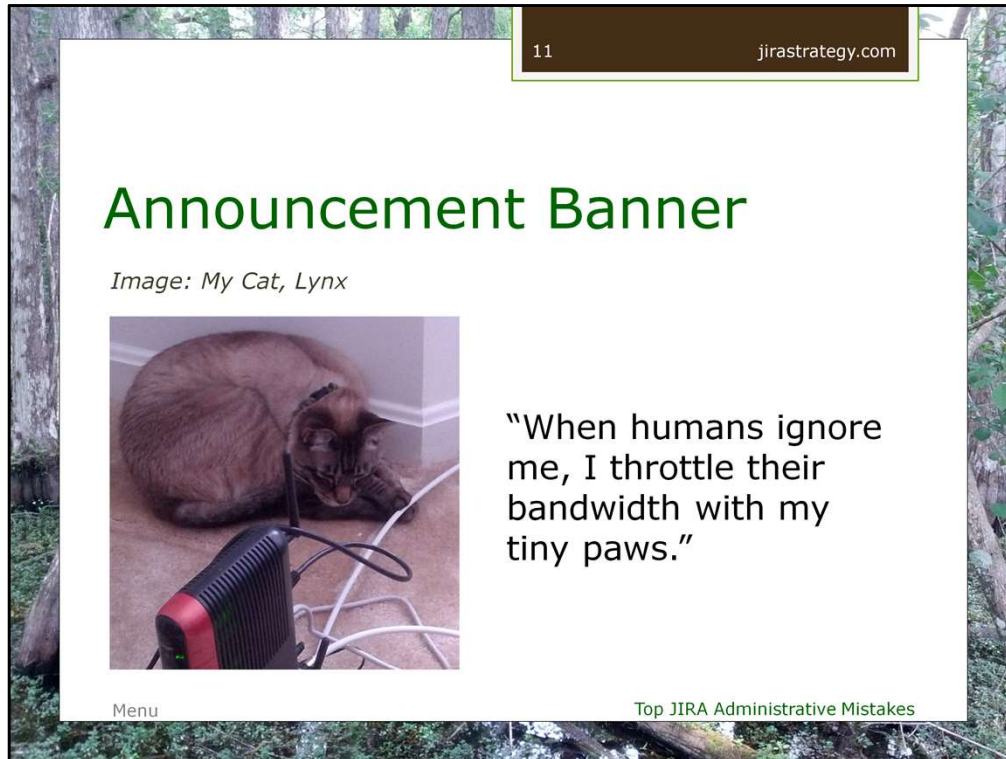 11 jirastrategy.com
Announcement Banner
Image: My Cat, Lynx
“When humans ignore
me, I throttle their
bandwidth with my
tiny paws.”
Menu Top JIRA Administrative Mistakes